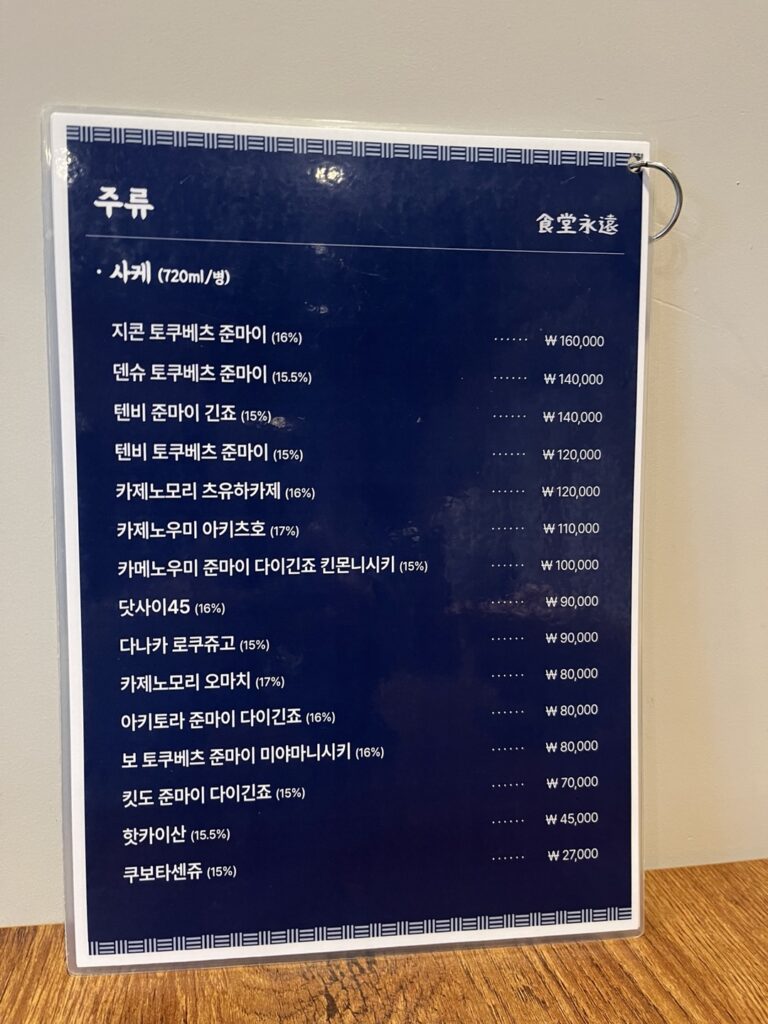 주류
食堂永遠
· 사케 (720ml/병)
지콘 토쿠베츠 준마이 (16%) ······ ₩ 160,000
덴슈 토쿠베츠 준마이 (15.5%) ······ ₩ 140,000
텐비 준마이 긴죠 (15%) ······ ₩ 140,000
텐비 토쿠베츠 준마이 (15%) ······ ₩ 120,000
카제노모리 츠유하카제 (16%) ······ ₩ 120,000
카제노우미 아키츠호 (17%) ······ ₩ 110,000
카메노우미 준마이 다이긴죠 킨몬니시키 (15%) ······ ₩ 100,000
닷사이45 (16%) ······ ₩ 90,000
다나카 로쿠쥬고 (15%) ······ ₩ 90,000
카제노모리 오마치 (17%) ······ ₩ 80,000
아키토라 준마이 다이긴죠 (16%) ······ ₩ 80,000
보 토쿠베츠 준마이 미야마니시키 (16%) ······ ₩ 80,000
킷도 준마이 다이긴죠 (15%) ······ ₩ 70,000
핫카이산 (15.5%) ······ ₩ 45,000
쿠보타센쥬 (15%) ······ ₩ 27,000